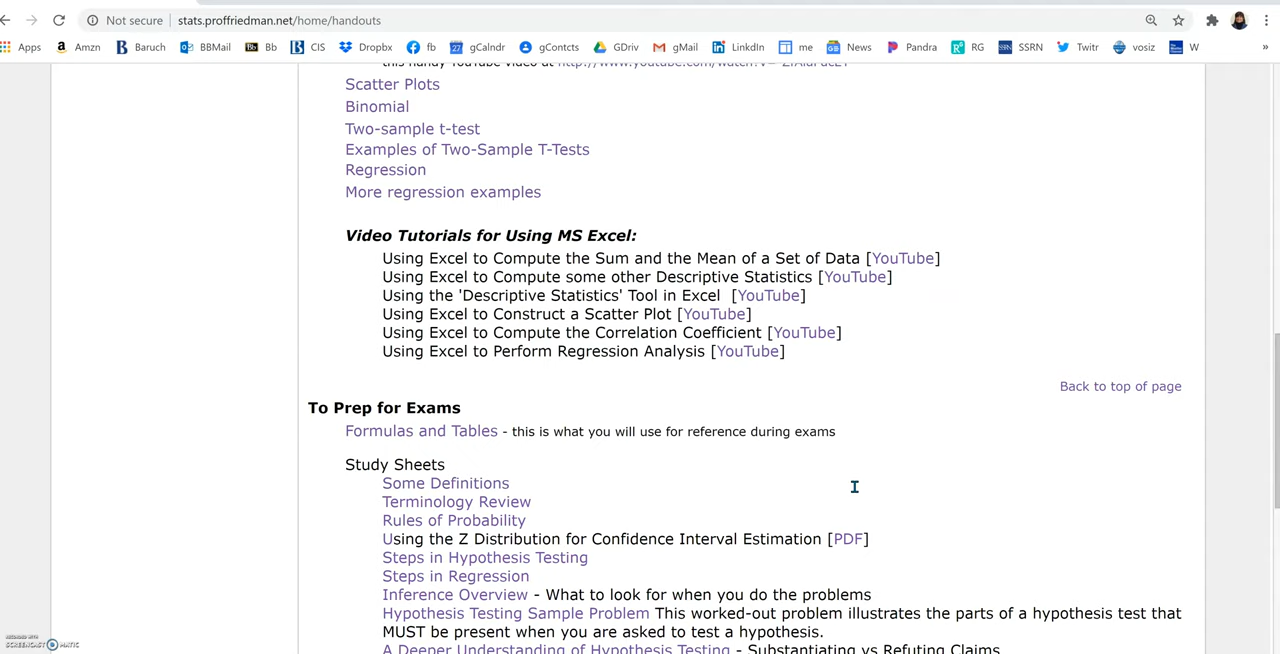 Not secure | stats.proffriedman.net/home/handouts
Apps Amzn Baruch BBMail Bb CIS Dropbx fb gCalndr gContcts GDriv gMail LinkdIn me News Pandra RG SSRN Twitr vosiz W »
this handy YouTube video at
Scatter Plots
Binomial
Two-sample t-test
Examples of Two-Sample T-Tests
Regression
More regression examples
Video Tutorials for Using MS Excel:
Using Excel to Compute the Sum and the Mean of a Set of Data [YouTube]
Using Excel to Compute some other Descriptive Statistics [YouTube]
Using the 'Descriptive Statistics' Tool in Excel [YouTube]
Using Excel to Construct a Scatter Plot [YouTube]
Using Excel to Compute the Correlation Coefficient [YouTube]
Using Excel to Perform Regression Analysis [YouTube]
Back to top of page
To Prep for Exams
Formulas and Tables - this is what you will use for reference during exams
Study Sheets
Some Definitions
Terminology Review
Rules of Probability
Using the Z Distribution for Confidence Interval Estimation [PDF]
Steps in Hypothesis Testing
Steps in Regression
Inference Overview - What to look for when you do the problems
Hypothesis Testing Sample Problem This worked-out problem illustrates the parts of a hypothesis test that
MUST be present when you are asked to test a hypothesis.
A Deeper Understanding of Hypothesis Testing - Substantiating vs Refuting Claims
RECORDED WITH
SCREENCAST MATIC